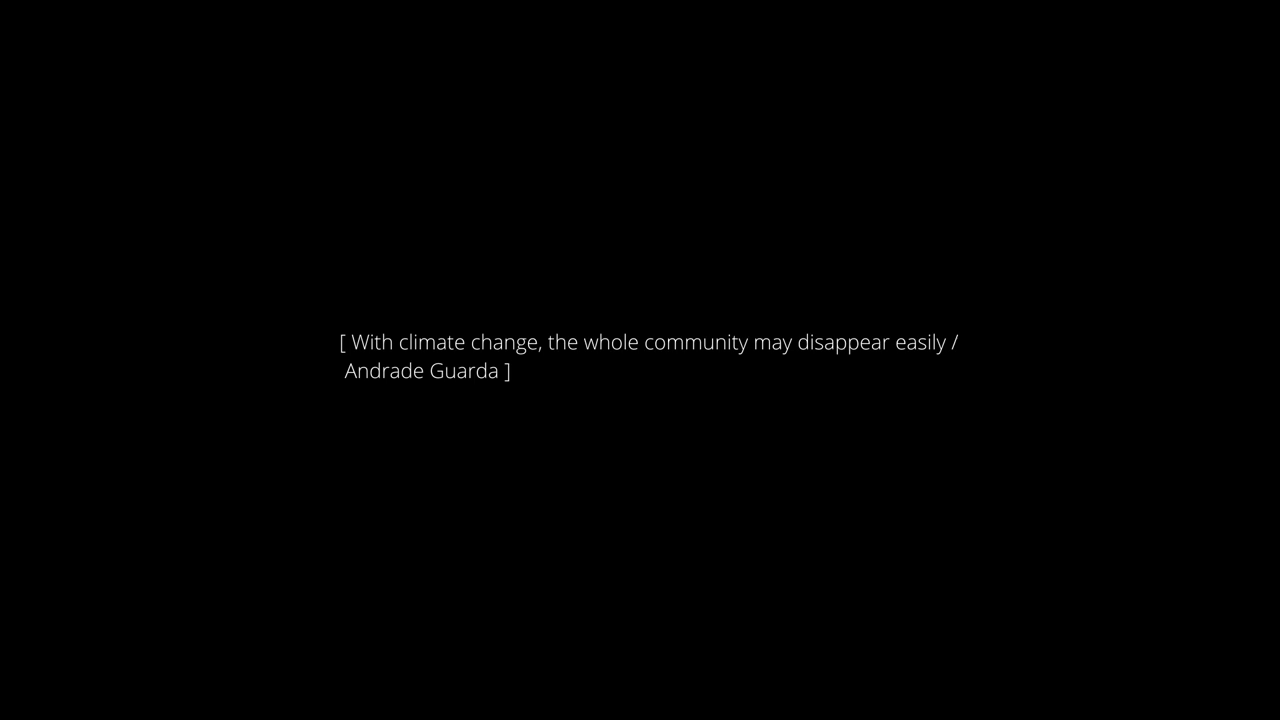 [ With climate change, the whole community may disappear easily /
Andrade Guarda ]